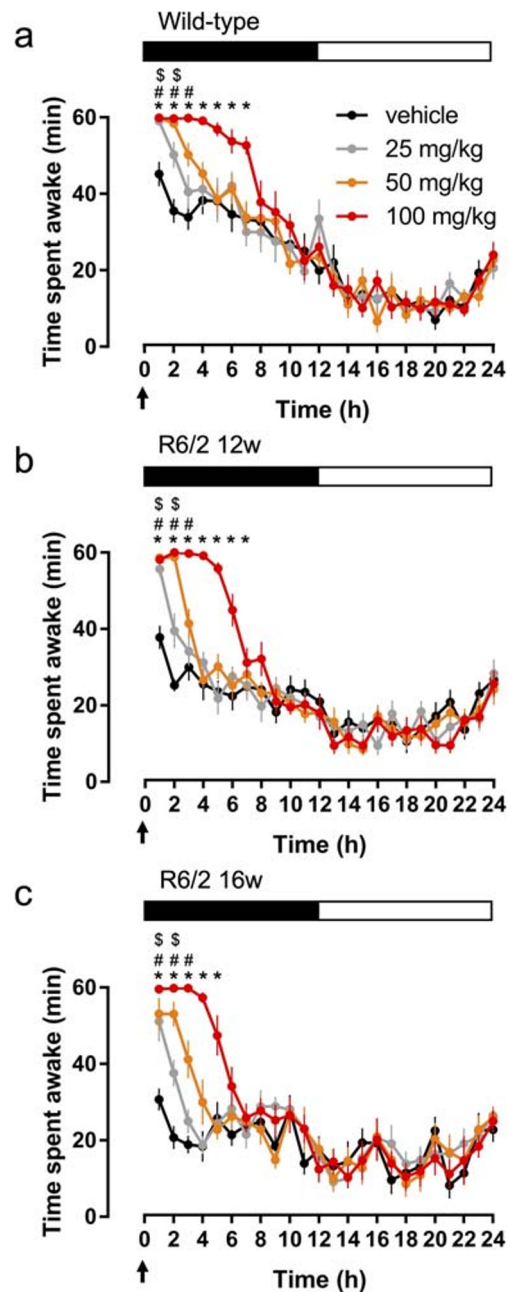 a
Wild-type
$ $
# # #
* * * * * * *
60
40
20
0
Time spent awake (min)
vehicle
25 mg/kg
50 mg/kg
100 mg/kg
0 2 4 6 8 10 12 14 16 18 20 22 24
Time (h)
b
R6/2 12w
$ $
# # #
* * * * * * *
60
40
20
0
Time spent awake (min)
0 2 4 6 8 10 12 14 16 18 20 22 24
Time (h)
c
R6/2 16w
$ $
# # #
* * * * *
60
40
20
0
Time spent awake (min)
0 2 4 6 8 10 12 14 16 18 20 22 24
Time (h)